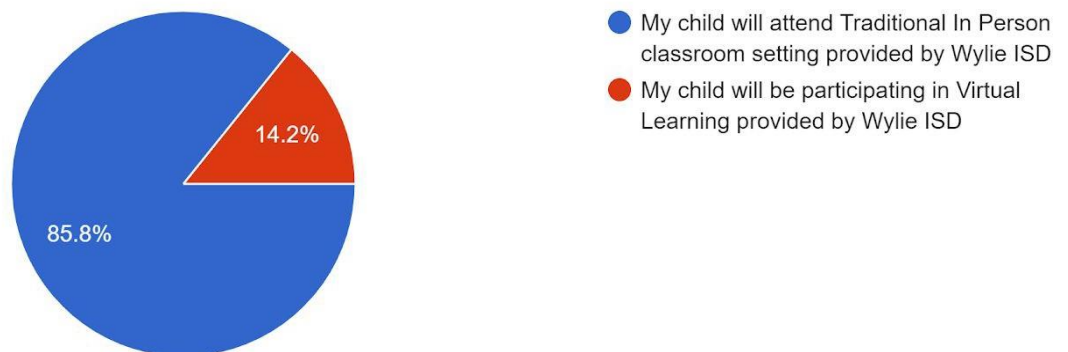 My child will attend Traditional In Person
classroom setting provided by Wylie ISD
My child will be participating in Virtual
Learning provided by Wylie ISD
14.2%
85.8%